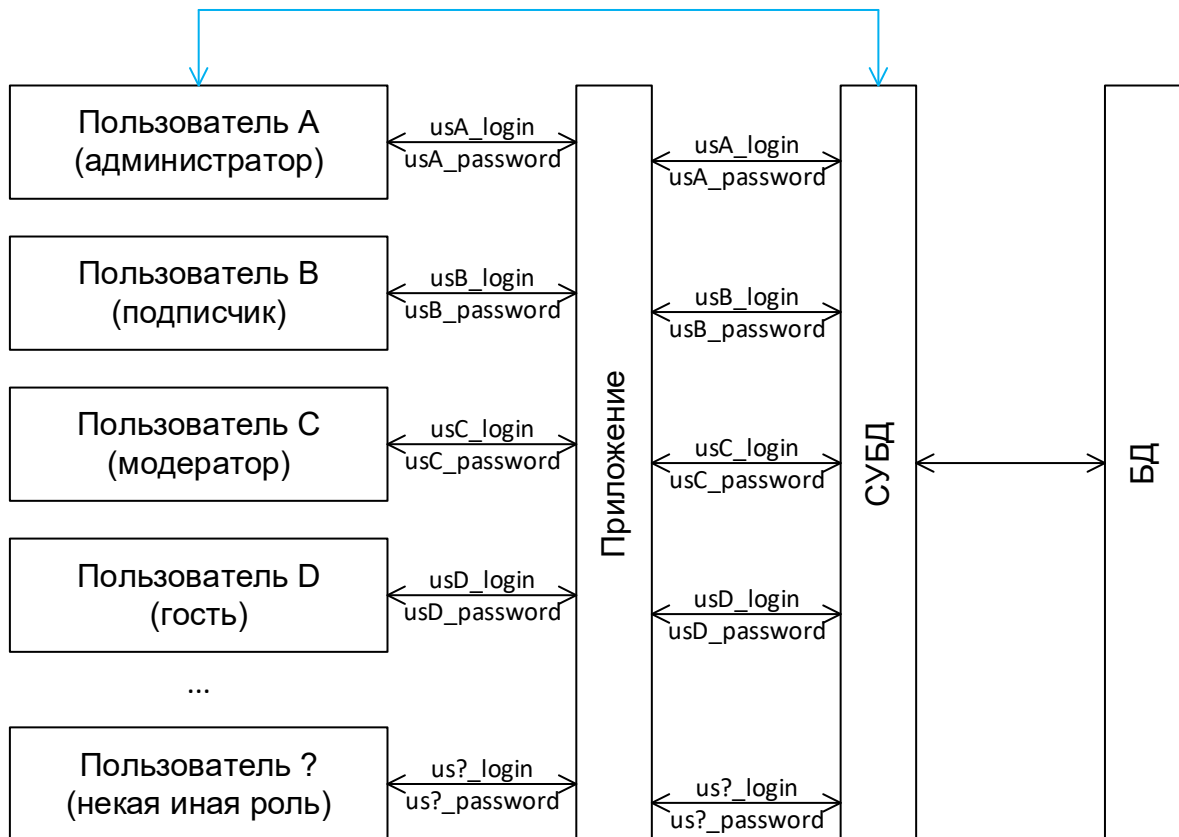 Пользователь A
(администратор)
usA_login
usA_password
usA_login
usA_password
Пользователь B
(подписчик)
usB_login
usB_password
usB_login
usB_password
Пользователь C
(модератор)
usC_login
usC_password
usC_login
usC_password
Пользователь D
(гость)
usD_login
usD_password
usD_login
usD_password
...
Пользователь ?
(некая иная роль)
us?_login
us?_password
us?_login
us?_password
Приложение
СУБД
БД